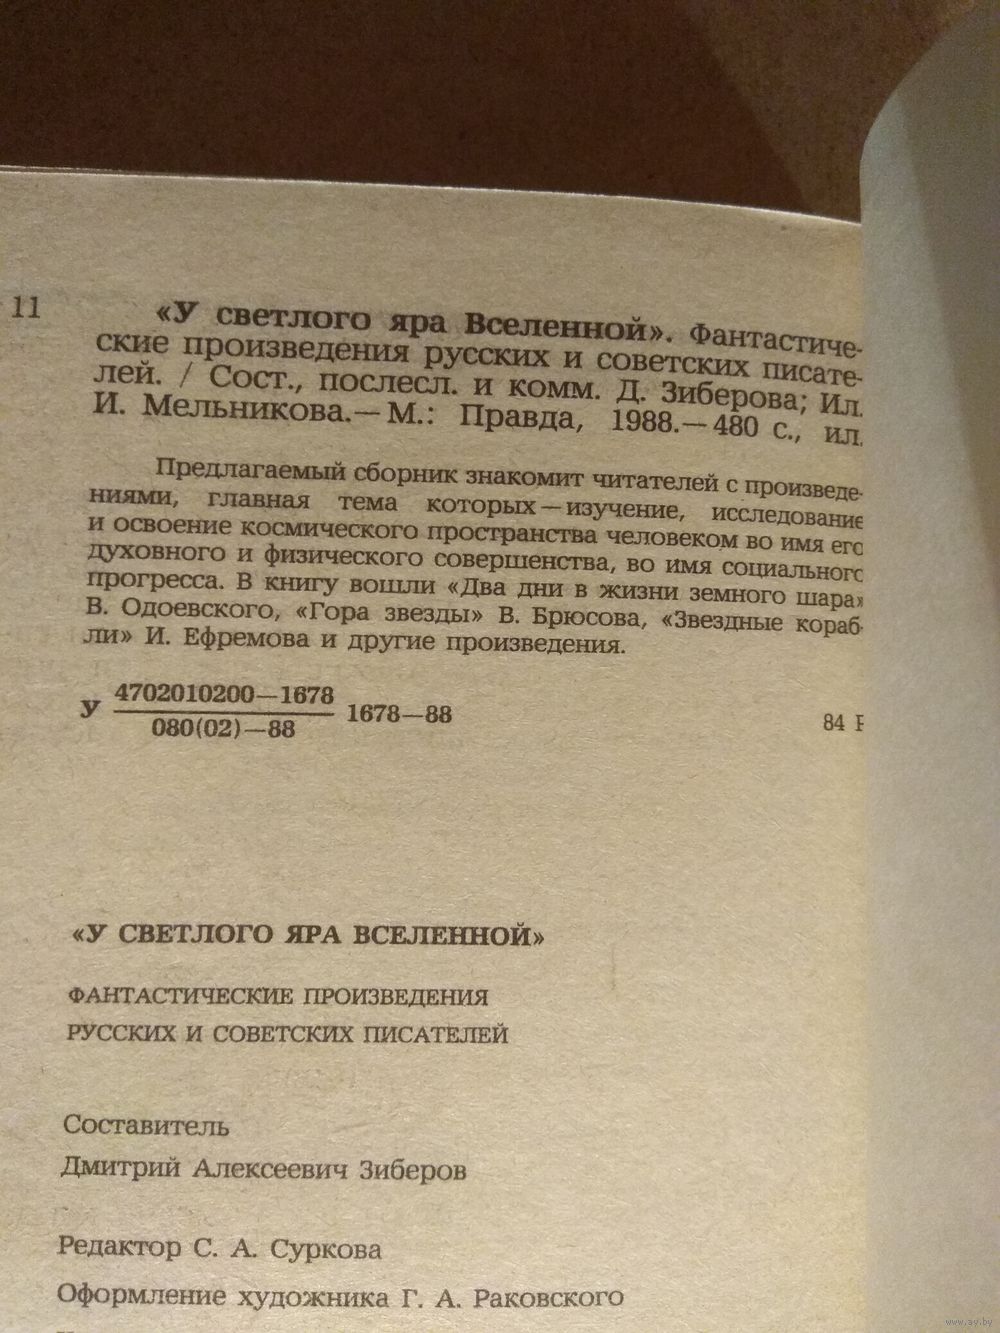 11 «У светлого яра Вселенной». Фантастиче-
ские произведения русских и советских писате-
лей. / Сост., послесл. и комм. Д. Зиберова; Ил.
И. Мельникова.— М.: Правда, 1988.— 480 с., ил.
Предлагаемый сборник знакомит читателей с произведе-
ниями, главная тема которых — изучение, исследование
и освоение космического пространства человеком во имя его
духовного и физического совершенства, во имя социального
прогресса. В книгу вошли «Два дни в жизни земного шара»
В. Одоевского, «Гора звезды» В. Брюсова, «Звездные кораб-
ли» И. Ефремова и другие произведения.
У 4702010200—1678
080(02)—88
1678—88
84
«У СВЕТЛОГО ЯРА ВСЕЛЕННОЙ»
ФАНТАСТИЧЕСКИЕ ПРОИЗВЕДЕНИЯ
РУССКИХ И СОВЕТСКИХ ПИСАТЕЛЕЙ
Составитель
Дмитрий Алексеевич Зиберов
Редактор С. А. Суркова
Оформление художника Г. А. Раковского
www.ay.by